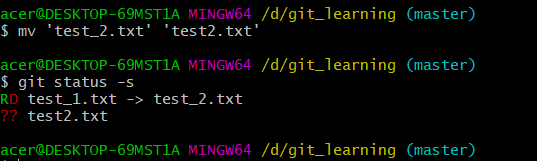 acer@DESKTOP-69MST1A MINGW64 /d/git_learning (master)
$ mv 'test_2.txt' 'test2.txt'
acer@DESKTOP-69MST1A MINGW64 /d/git_learning (master)
$ git status -s
RD test_1.txt -> test_2.txt
?? test2.txt
acer@DESKTOP-69MST1A MINGW64 /d/git_learning (master)